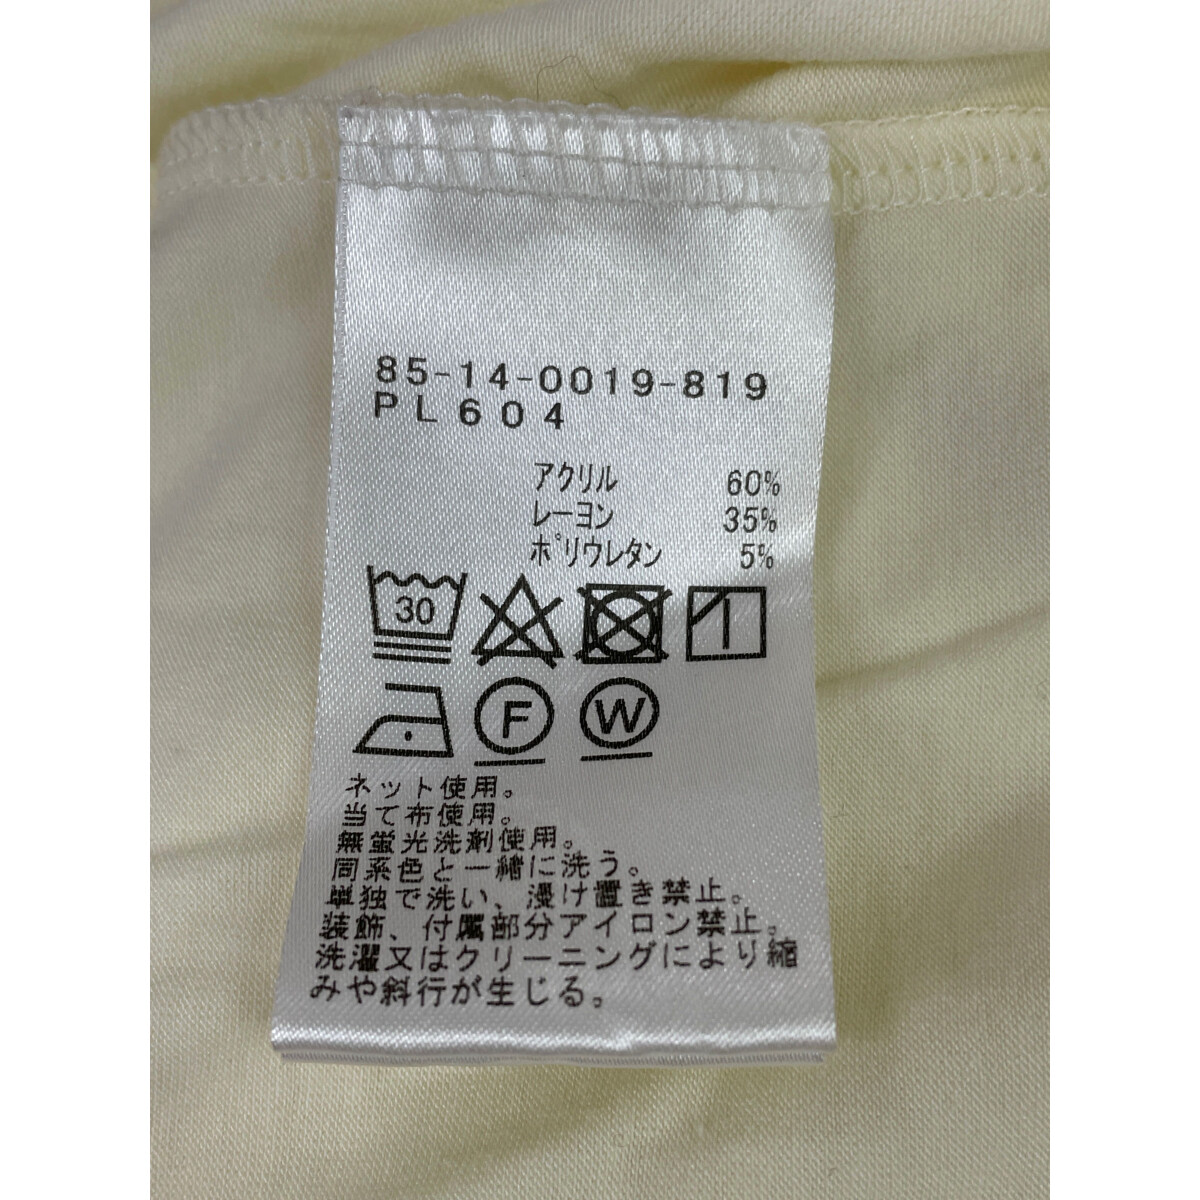 85-14-0019-819
PL604
アクリル 60%
レーヨン 35%
ポリウレタン 5%
30
F W
ネット使用。
当て布使用。
無蛍光洗剤使用。
同系色と一緒に洗う。
単独で洗い、漫け置き禁止。
装飾、付属部分アイロン禁止。
洗濯又はクリーニングにより縮
みや斜行が生じる。